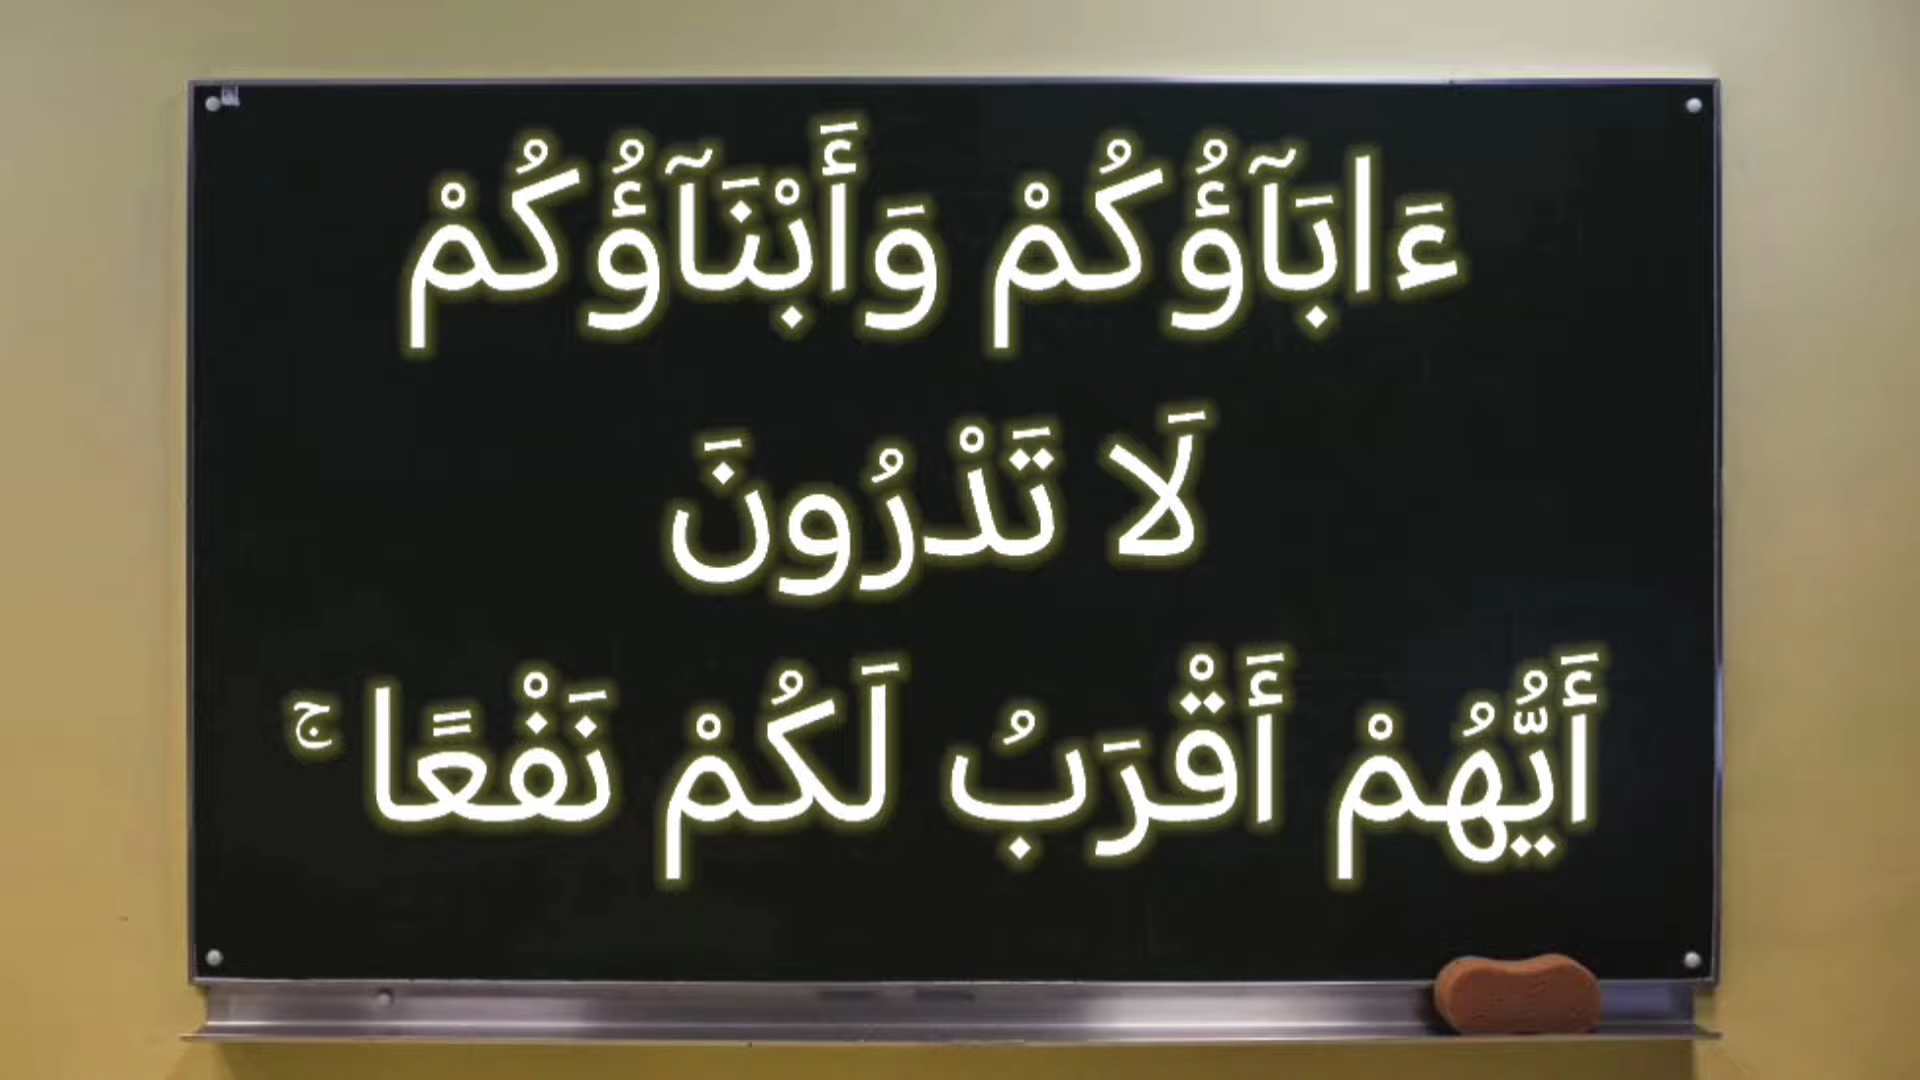 ءَابَآؤُكُمْ وَأَبْنَآؤُكُمْ
لَا تَدْرُونَ
أَيُّهُمْ أَقْرَبُ لَكُمْ نَفْعًا ۚ